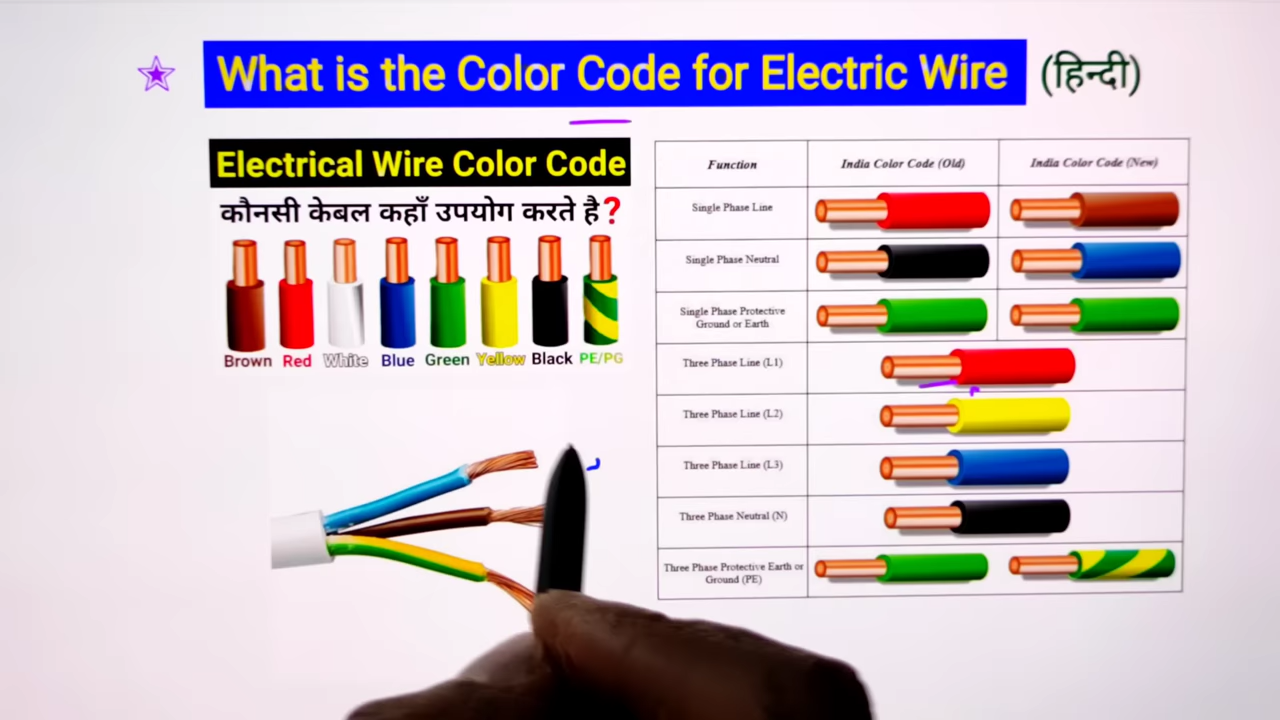 What is the Color Code for Electric Wire (हिन्दी)
Electrical Wire Color Code
कौनसी केबल कहाँ उपयोग करते है?
Brown Red White Blue Green Yellow Black PE/PG
Function India Color Code (Old) India Color Code (New)
Single Phase Line
Single Phase Neutral
Single Phase Protective
Ground or Earth
Three Phase Line (L1)
Three Phase Line (L2)
Three Phase Line (L3)
Three Phase Neutral (N)
Three Phase Protective Earth or
Ground (PE)